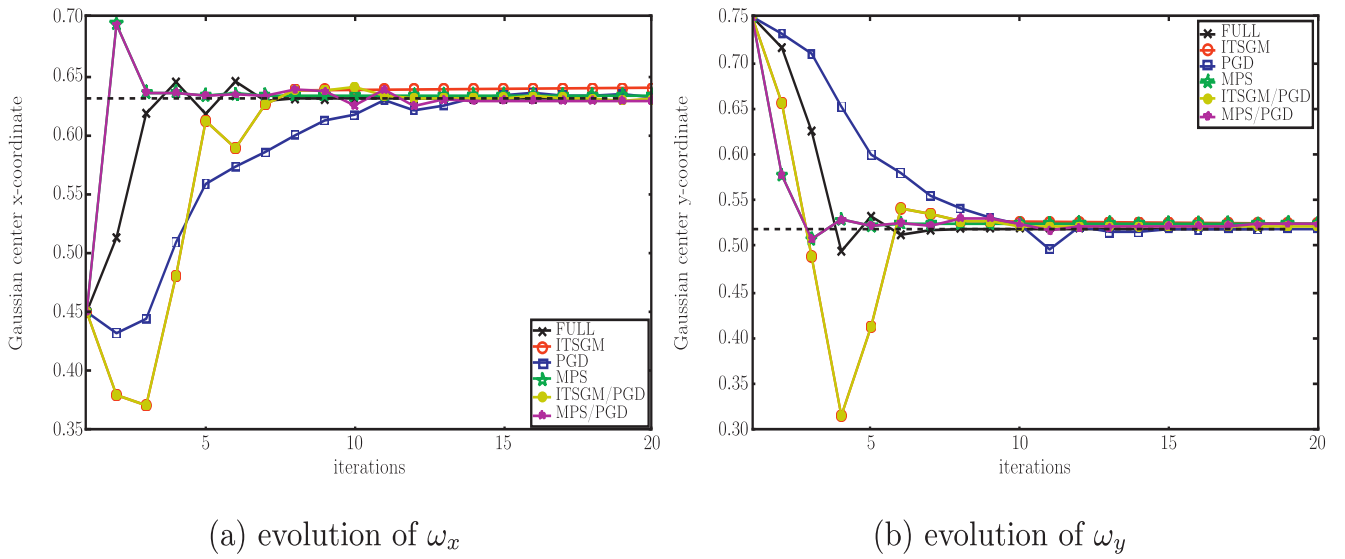 0.70
0.65
0.60
0.55
0.50
0.45
0.40
0.35
Gaussian center x-coordinate
5
10
15
20
iterations
FULL
ITSGM
PGD
MPS
ITSGM/PGD
MPS/PGD
(a) evolution of ωₓ
0.75
0.70
0.65
0.60
0.55
0.50
0.45
0.40
0.35
0.30
Gaussian center y-coordinate
5
10
15
20
iterations
FULL
ITSGM
PGD
MPS
ITSGM/PGD
MPS/PGD
(b) evolution of ω_y